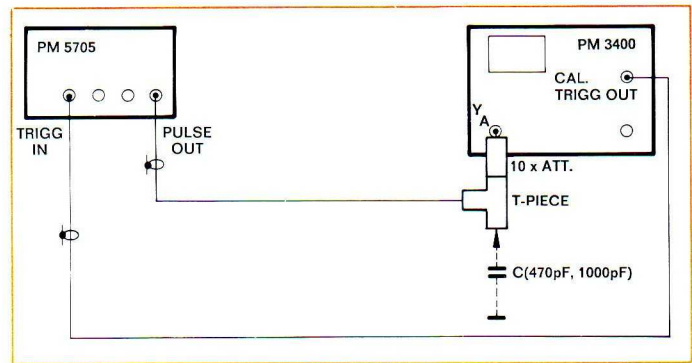 PM 5705
PM 3400
CAL.
TRIGG OUT
TRIGG
IN
PULSE
OUT
Y
A
10 x ATT.
T-PIECE
C(470pF, 1000pF)